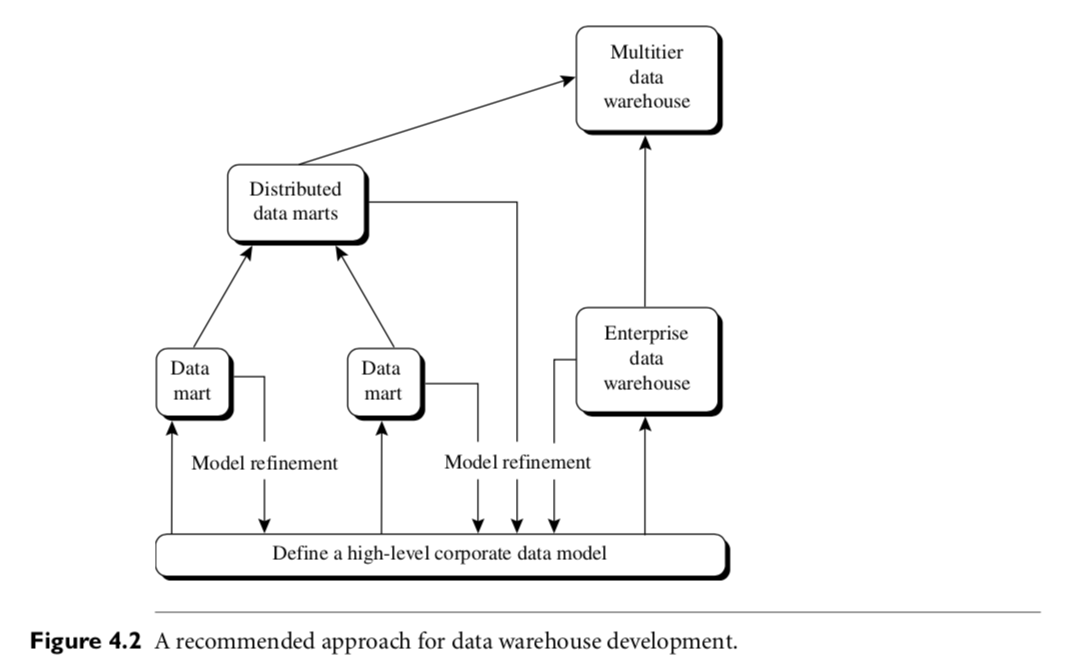 Multitier
data
warehouse
Distributed
data marts
Enterprise
data
warehouse
Data
mart
Data
mart
Model refinement
Model refinement
Define a high-level corporate data model
Figure 4.2 A recommended approach for data warehouse development.